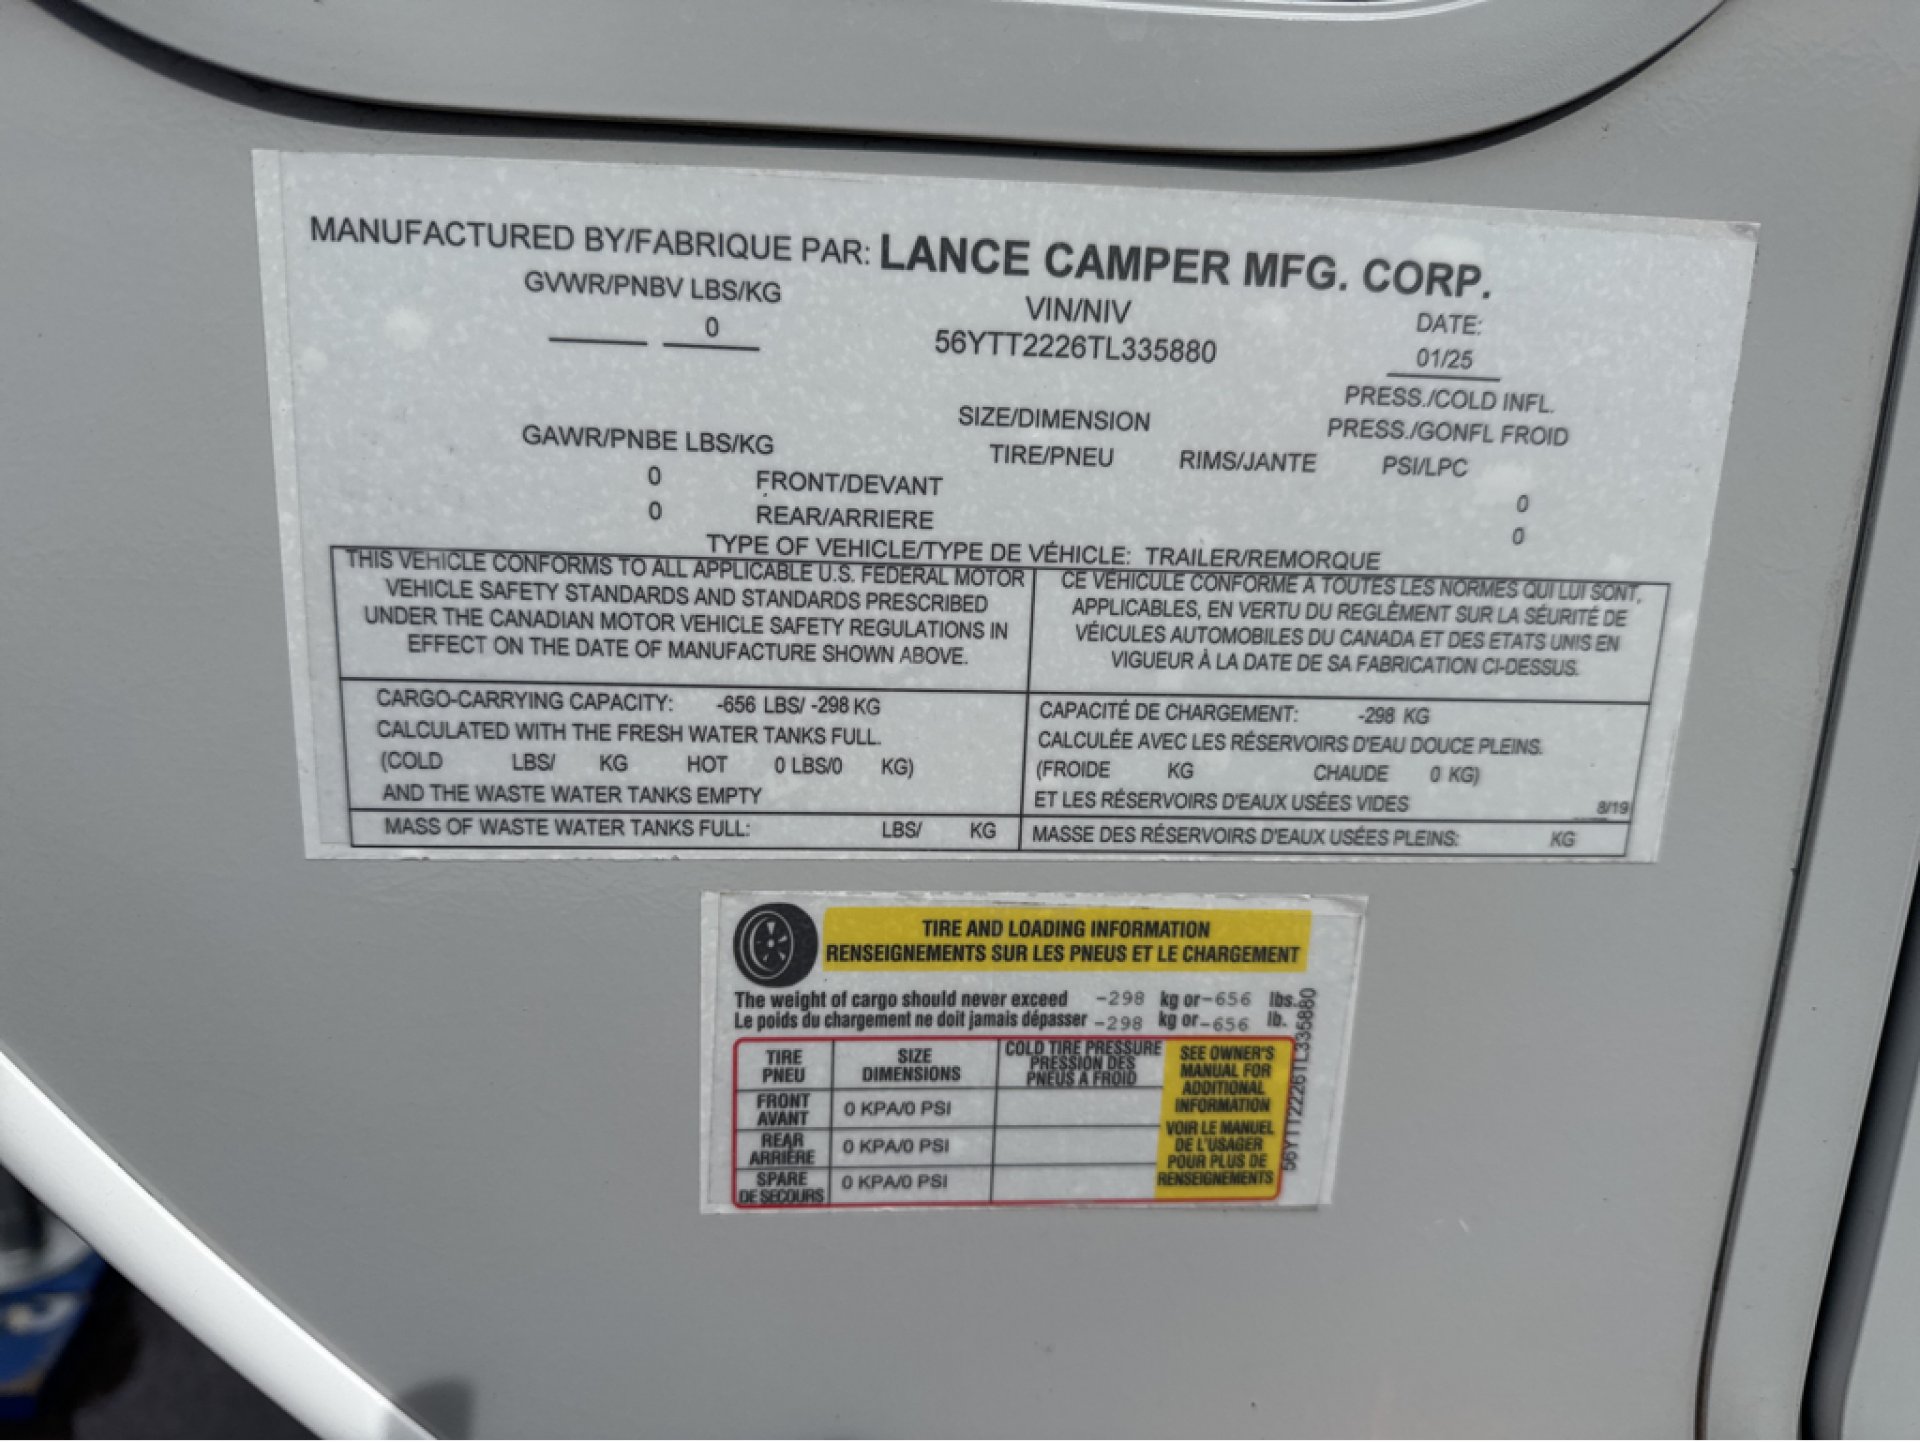 MANUFACTURED BY/FABRIQUE PAR: LANCE CAMPER MFG. CORP.
GVWR/PNBV LBS/KG
0
VIN/NIV
56YTT2226TL335880
DATE:
01/25
GAWR/PNBE LBS/KG
SIZE/DIMENSION
PRESS./COLD INFL.
PRESS./GONFL FROID
TIRE/PNEU RIMS/JANTE PSI/LPC
0 FRONT/DEVANT 0
0 REAR/ARRIERE 0
TYPE OF VEHICLE/TYPE DE VÉHICLE: TRAILER/REMORQUE
THIS VEHICLE CONFORMS TO ALL APPLICABLE U.S. FEDERAL MOTOR
VEHICLE SAFETY STANDARDS AND STANDARDS PRESCRIBED
UNDER THE CANADIAN MOTOR VEHICLE SAFETY REGULATIONS IN
EFFECT ON THE DATE OF MANUFACTURE SHOWN ABOVE.
CE VÉHICULE CONFORME À TOUTES LES NORMES QUI LUI SONT,
APPLICABLES, EN VERTU DU REGLÈMENT SUR LA SÉURITÉ DE
VÉICULES AUTOMOBILES DU CANADA ET DES ETATS UNIS EN
VIGUEUR À LA DATE DE SA FABRICATION CI-DESSUS.
CARGO-CARRYING CAPACITY: -656 LBS/ -298 KG
CALCULATED WITH THE FRESH WATER TANKS FULL.
(COLD LBS/ KG HOT 0 LBS/0 KG)
AND THE WASTE WATER TANKS EMPTY
CAPACITÉ DE CHARGEMENT: -298 KG
CALCULÉE AVEC LES RÉSERVOIRS D'EAU DOUCE PLEINS.
(FROIDE KG CHAUDE 0 KG)
ET LES RÉSERVOIRS D'EAUX USÉES VIDES
8/19
MASS OF WASTE WATER TANKS FULL: LBS/ KG
MASSE DES RÉSERVOIRS D'EAUX USÉES PLEINS: KG
TIRE AND LOADING INFORMATION
RENSEIGNEMENTS SUR LES PNEUS ET LE CHARGEMENT
The weight of cargo should never exceed -298 kg or -656 lbs.
Le poids du chargement ne doit jamais dépasser -298 kg or -656 lb.
TIRE
PNEU
SIZE
DIMENSIONS
COLD TIRE PRESSURE
PRESSION DES
PNEUS A FROID
FRONT
AVANT
0 KPA/0 PSI
REAR
ARRIÈRE
0 KPA/0 PSI
SPARE
DE SECOURS
0 KPA/0 PSI
SEE OWNER'S
MANUAL FOR
ADDITIONAL
INFORMATION
VOIR LE MANUEL
DE L'USAGER
POUR PLUS DE
RENSEIGNEMENTS
56YTT2226TL335880